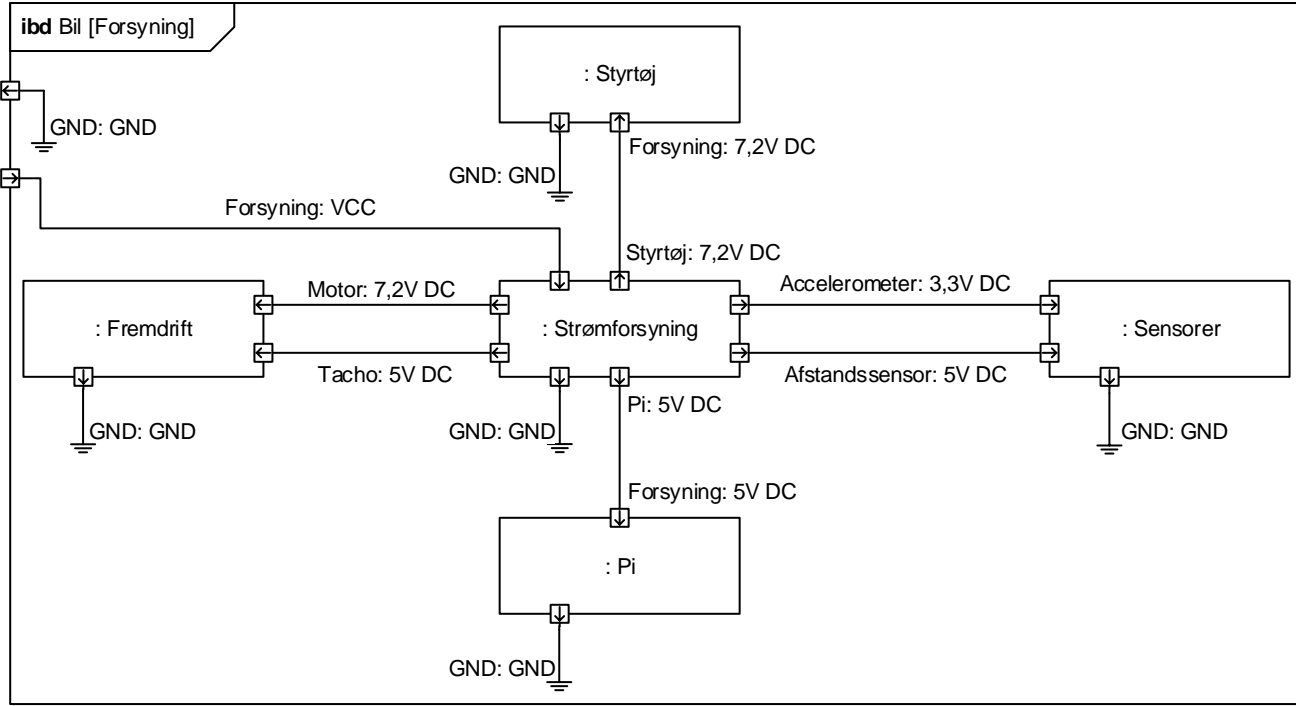 ibd Bil [Forsyning]
: Styrtøj
GND: GND
Forsyning: 7,2V DC
GND: GND
Forsyning: VCC
Styrtøj: 7,2V DC
Motor: 7,2V DC
Accelerometer: 3,3V DC
: Fremdrift
: Strømforsyning
: Sensorer
Tacho: 5V DC
Afstandssensor: 5V DC
Pi: 5V DC
GND: GND
GND: GND
GND: GND
Forsyning: 5V DC
: Pi
GND: GND